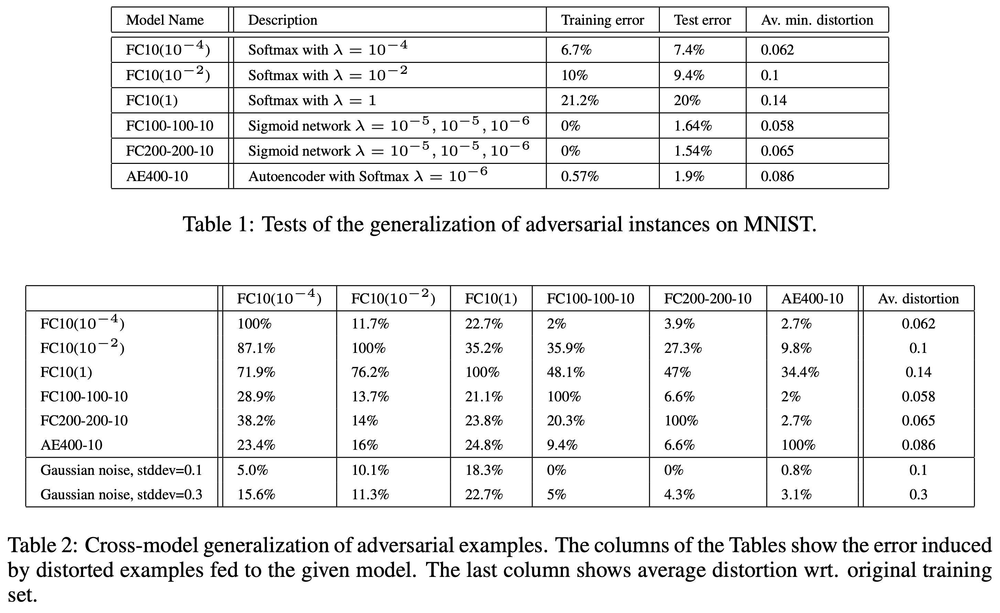 Model Name Description Training error Test error Av. min. distortion
FC10(10⁻⁴) Softmax with λ = 10⁻⁴ 6.7% 7.4% 0.062
FC10(10⁻²) Softmax with λ = 10⁻² 10% 9.4% 0.1
FC10(1) Softmax with λ = 1 21.2% 20% 0.14
FC100-100-10 Sigmoid network λ = 10⁻⁵, 10⁻⁵, 10⁻⁶ 0% 1.64% 0.058
FC200-200-10 Sigmoid network λ = 10⁻⁵, 10⁻⁵, 10⁻⁶ 0% 1.54% 0.065
AE400-10 Autoencoder with Softmax λ = 10⁻⁶ 0.57% 1.9% 0.086
Table 1: Tests of the generalization of adversarial instances on MNIST.
FC10(10⁻⁴) FC10(10⁻²) FC10(1) FC100-100-10 FC200-200-10 AE400-10 Av. distortion
FC10(10⁻⁴) 100% 11.7% 22.7% 2% 3.9% 2.7% 0.062
FC10(10⁻²) 87.1% 100% 35.2% 35.9% 27.3% 9.8% 0.1
FC10(1) 71.9% 76.2% 100% 48.1% 47% 34.4% 0.14
FC100-100-10 28.9% 13.7% 21.1% 100% 6.6% 2% 0.058
FC200-200-10 38.2% 14% 23.8% 20.3% 100% 2.7% 0.065
AE400-10 23.4% 16% 24.8% 9.4% 6.6% 100% 0.086
Gaussian noise, stddev=0.1 5.0% 10.1% 18.3% 0% 0% 0.8% 0.1
Gaussian noise, stddev=0.3 15.6% 11.3% 22.7% 5% 4.3% 3.1% 0.3
Table 2: Cross-model generalization of adversarial examples. The columns of the Tables show the error induced
by distorted examples fed to the given model. The last column shows average distortion wrt. original training
set.